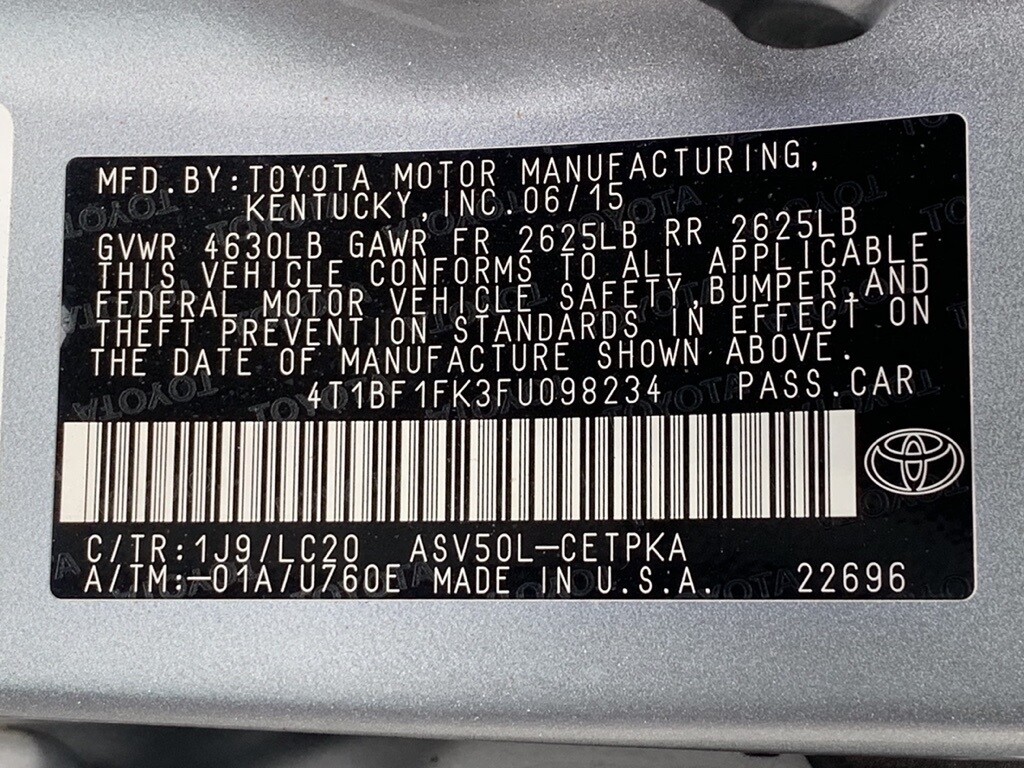 MFD.BY:TOYOTA MOTOR MANUFACTURING,
KENTUCKY,INC.06/15
GVWR 4630LB GAWR FR 2625LB RR 2625LB
THIS VEHICLE CONFORMS TO ALL APPLICABLE
FEDERAL MOTOR VEHICLE SAFETY,BUMPER,AND
THEFT PREVENTION STANDARDS IN EFFECT ON
THE DATE OF MANUFACTURE SHOWN ABOVE.
4T1BF1FK3FU098234 PASS.CAR
C/TR:1J9/LC20 ASV50L-CETPKA
A/TM:-01A/U760E MADE IN U.S.A. 22696